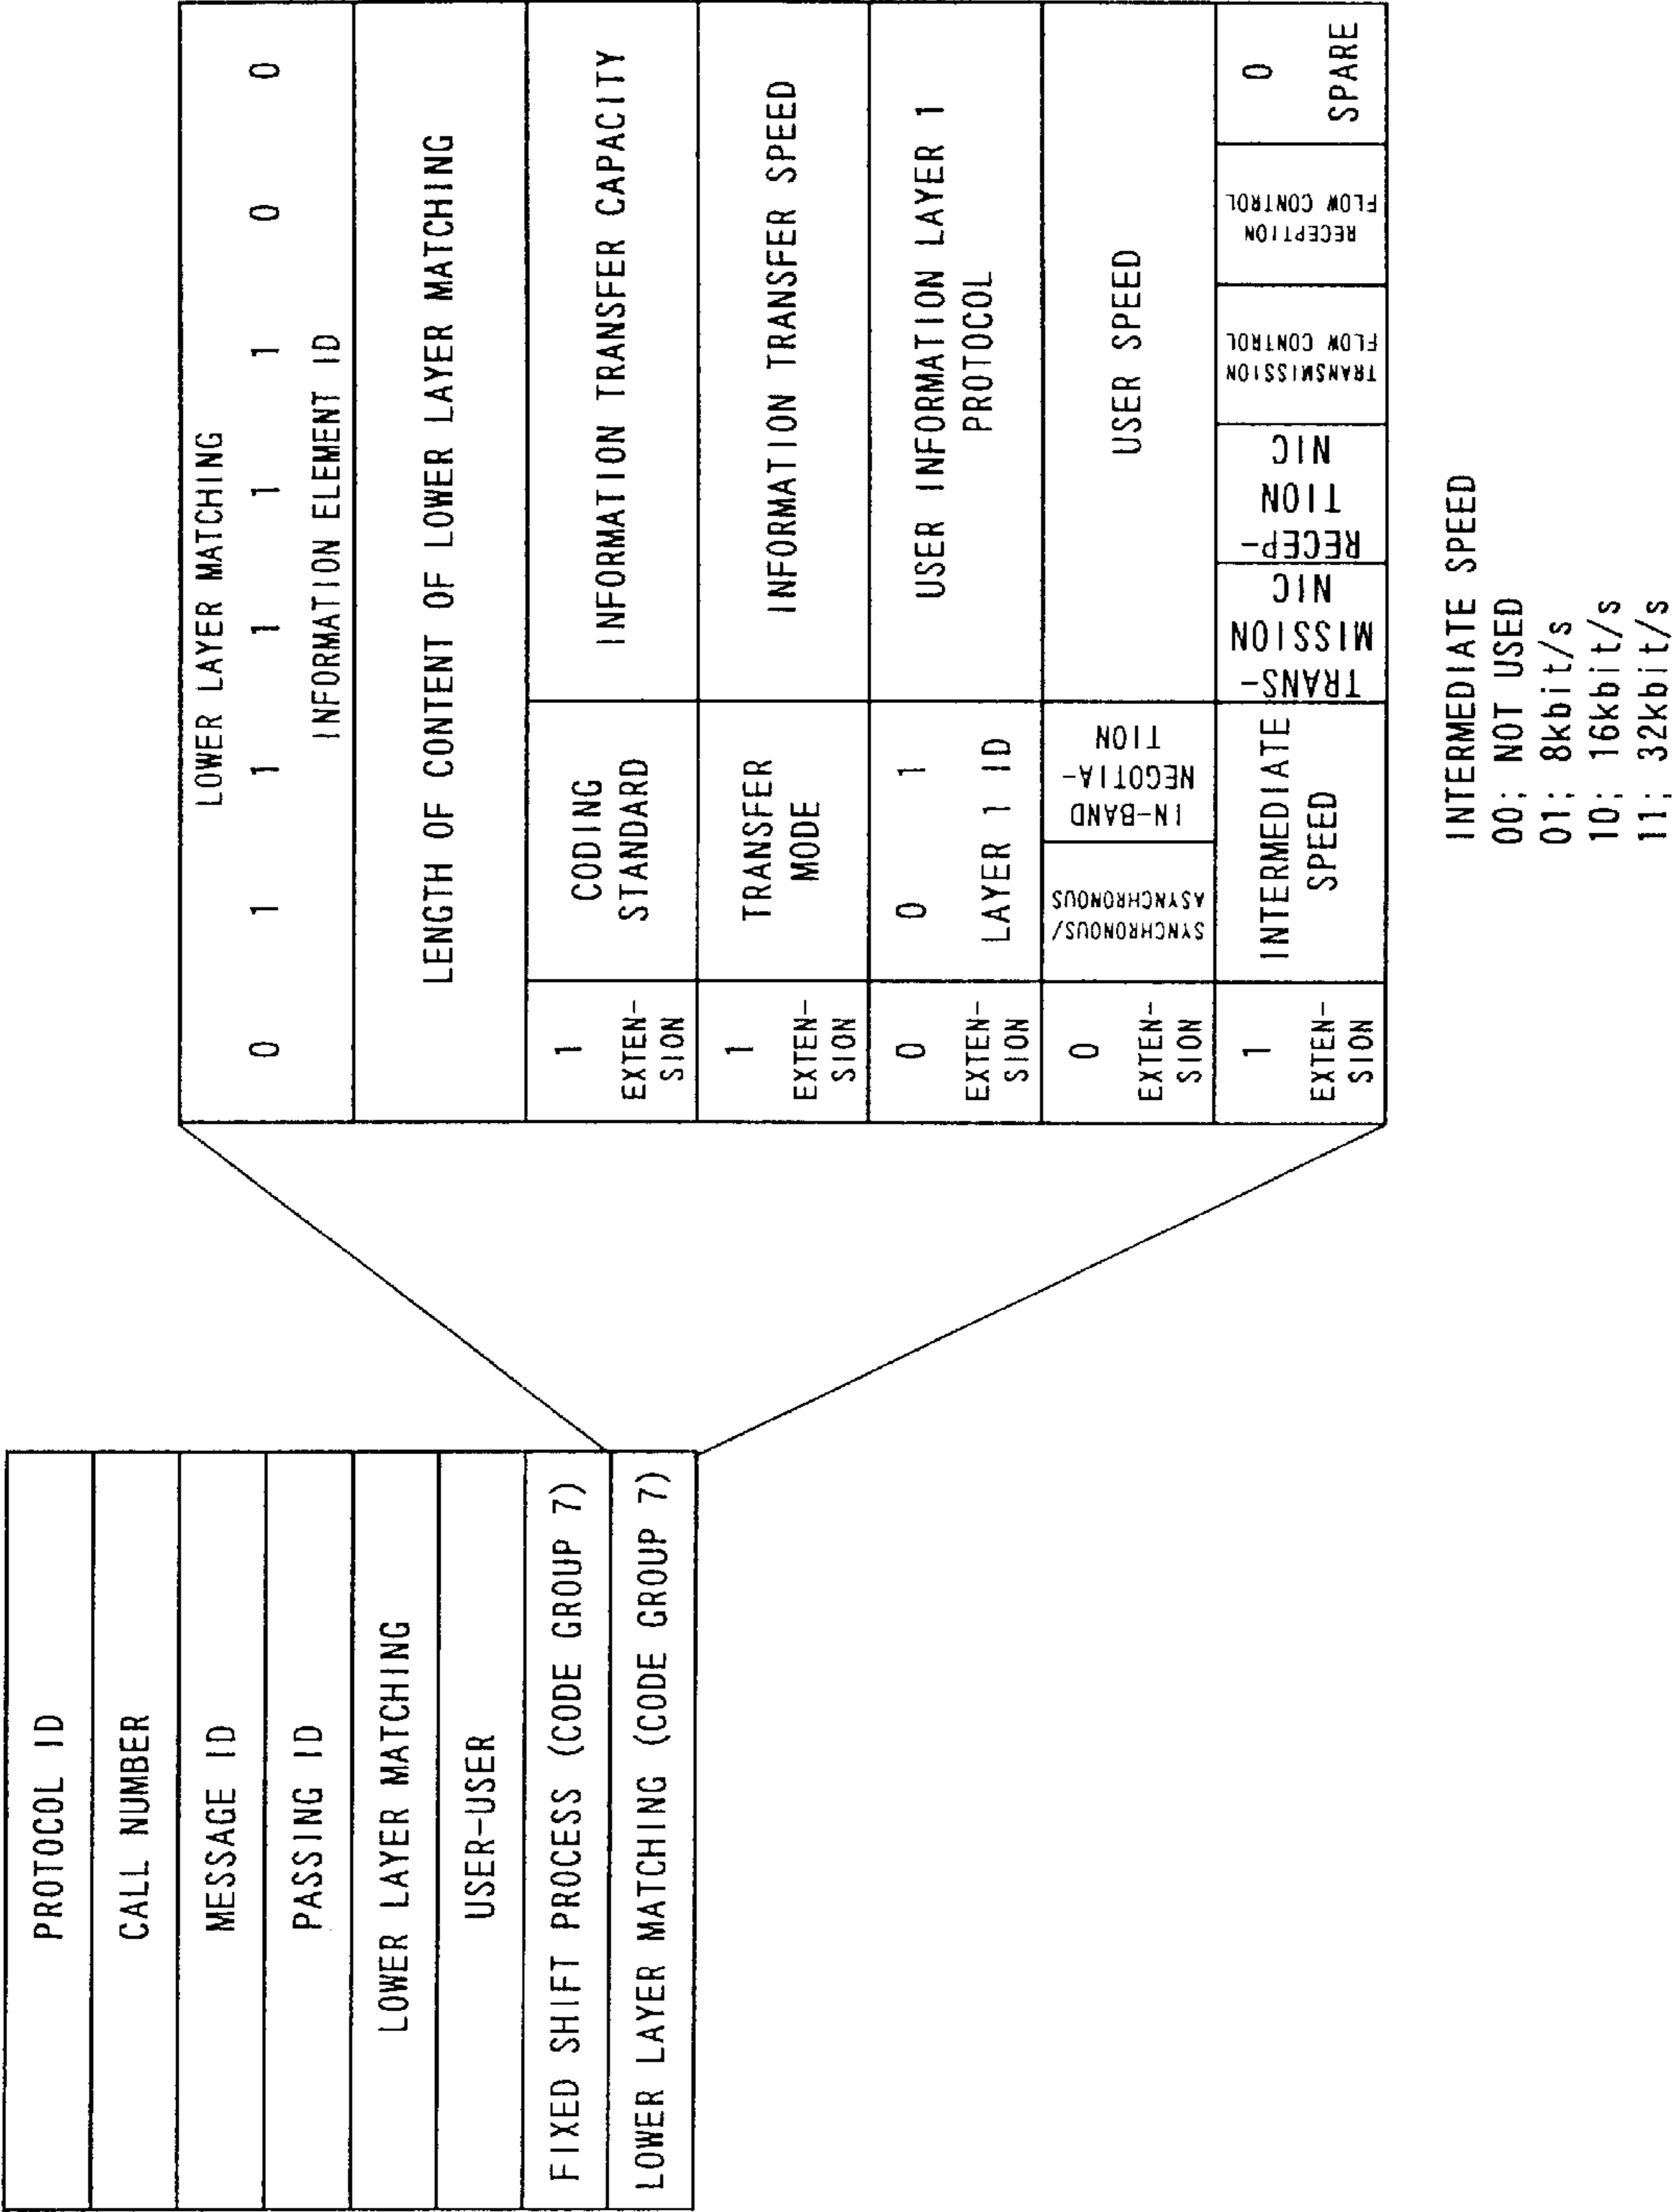 PROTOCOL ID
CALL NUMBER
MESSAGE ID
PASSING ID
LOWER LAYER MATCHING
USER-USER
FIXED SHIFT PROCESS (CODE GROUP 7)
LOWER LAYER MATCHING (CODE GROUP 7)
LOWER LAYER MATCHING
0 1 1 1 1 1 0 0
INFORMATION ELEMENT ID
LENGTH OF CONTENT OF LOWER LAYER MATCHING
1
EXTEN-
SION
CODING
STANDARD
INFORMATION TRANSFER CAPACITY
1
EXTEN-
SION
TRANSFER
MODE
INFORMATION TRANSFER SPEED
0
EXTEN-
SION
0 1
LAYER 1 ID
USER INFORMATION LAYER 1
PROTOCOL
0
EXTEN-
SION
SYNCHRONOUS/
ASYNCHRONOUS
IN-BAND
NEGOTIA-
TION
USER SPEED
1
EXTEN-
SION
INTERMEDIATE
SPEED
TRANS-
MISSION
NIC
RECEP-
TION
NIC
TRANSMISSION
FLOW CONTROL
RECEPTION
FLOW CONTROL
0
SPARE
INTERMEDIATE SPEED
00: NOT USED
01: 8kbit/s
10: 16kbit/s
11: 32kbit/s